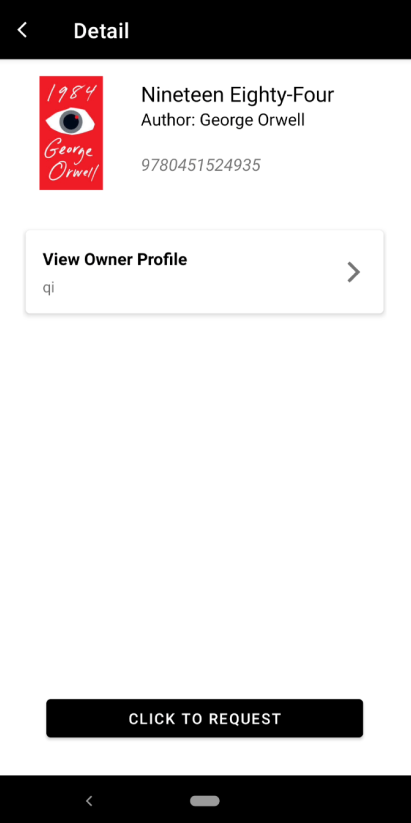 Detail
1984
George
Orwell
Nineteen Eighty-Four
Author: George Orwell
9780451524935
View Owner Profile
qi
CLICK TO REQUEST